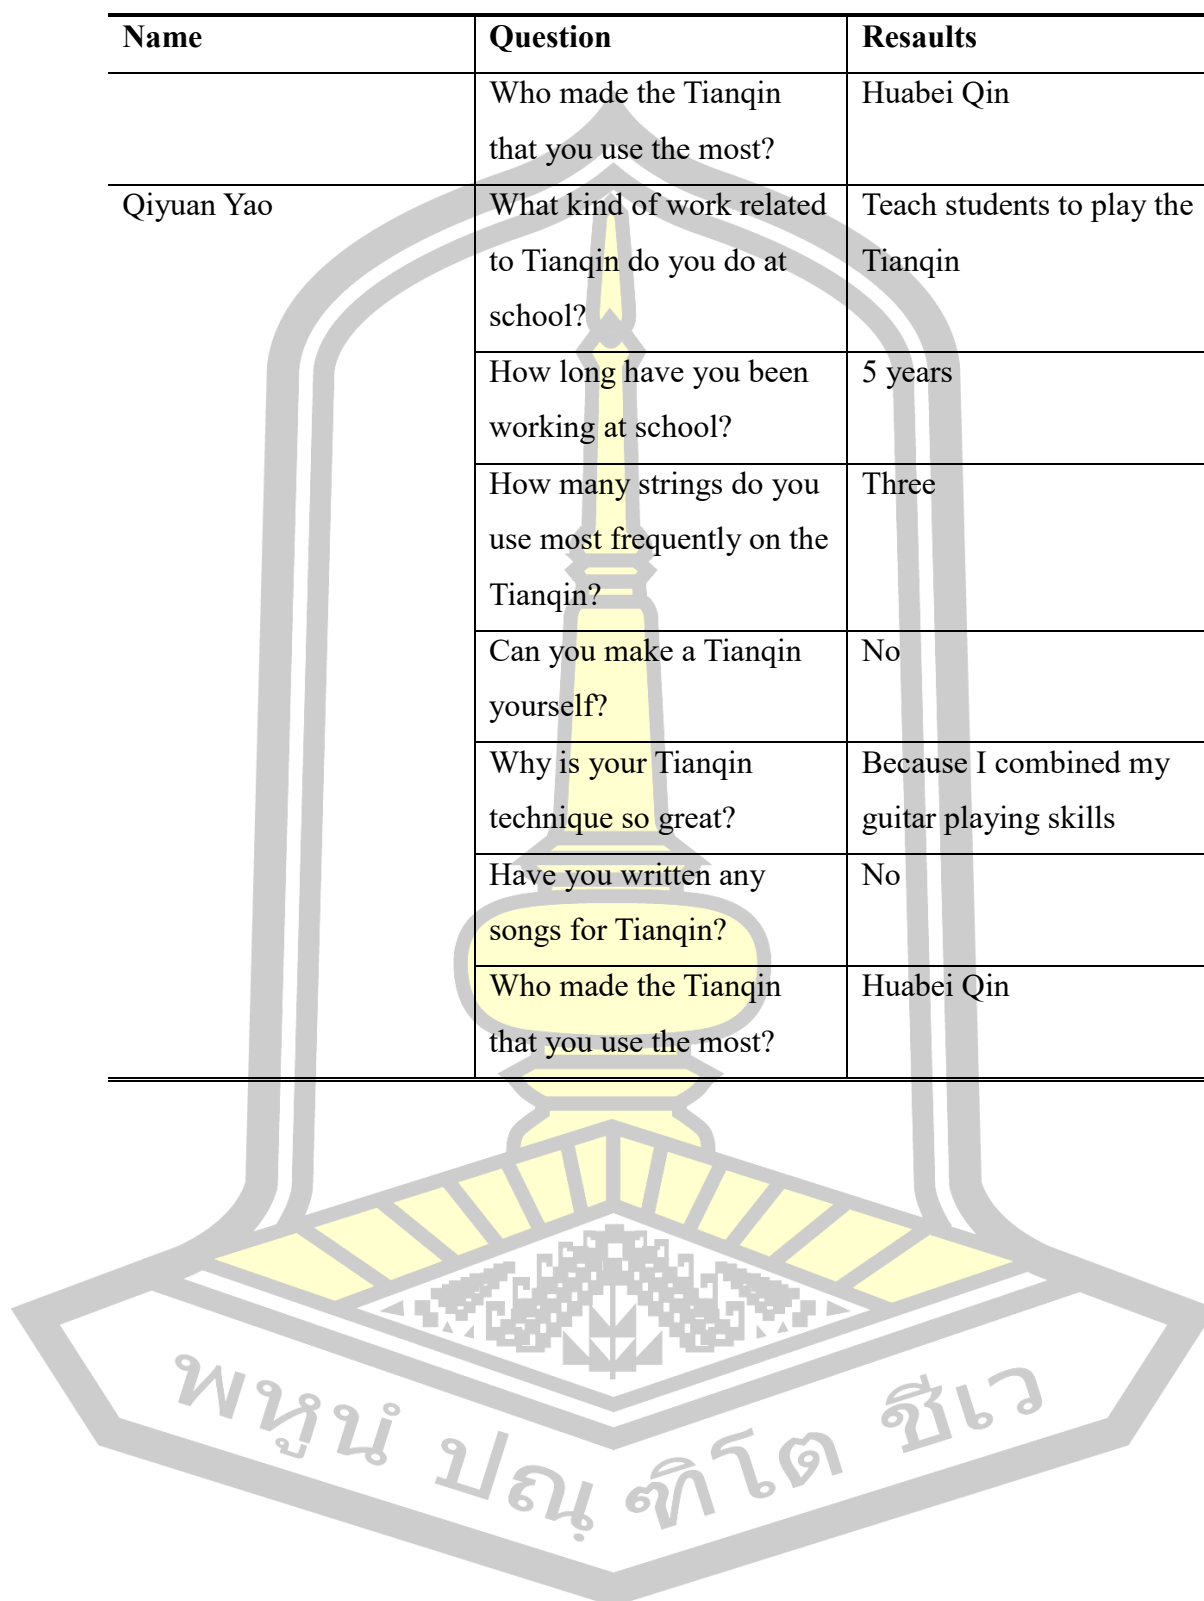 Name Question Resaults
Who made the Tianqin Huabei Qin
that you use the most?
Qiyuan Yao What kind of work related Teach students to play the
to Tianqin do you do at Tianqin
school?
How long have you been 5 years
working at school?
How many strings do you Three
use most frequently on the
Tianqin?
Can you make a Tianqin No
yourself?
Why is your Tianqin Because I combined my
technique so great? guitar playing skills
Have you written any No
songs for Tianqin?
Who made the Tianqin Huabei Qin
that you use the most?
พหูนํ ปณฺฑิโต ชีเว